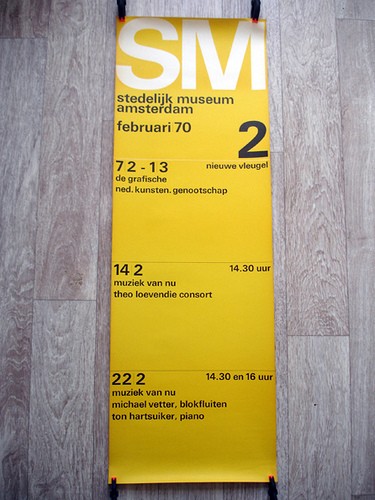 SM
stedelijk museum
amsterdam
februari 70
2
7 2 - 1 3
nieuwe vleugel
de grafische
ned. kunsten. genootschap
14 2
14.30 uur
muziek van nu
theo loevendie consort
22 2
14.30 en 16 uur
muziek van nu
michael vetter, blokfluiten
ton hartsuiker, piano